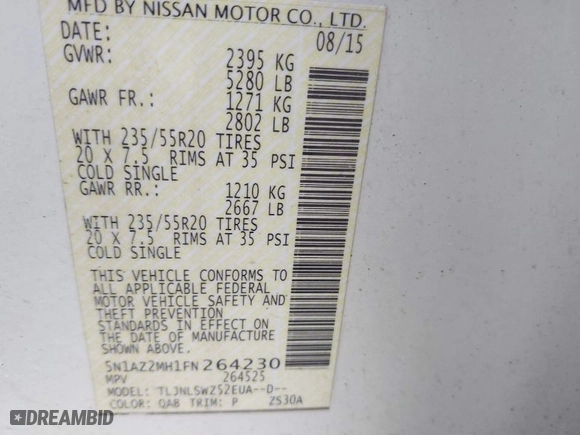 MFD BY NISSAN MOTOR CO., LTD.
DATE: 08/15
GVWR: 2395 KG
5280 LB
GAWR FR.: 1271 KG
2802 LB
WITH 235/55R20 TIRES
20 X 7.5 RIMS AT 35 PSI
COLD SINGLE
GAWR RR.: 1210 KG
2667 LB
WITH 235/55R20 TIRES
20 X 7.5 RIMS AT 35 PSI
COLD SINGLE
THIS VEHICLE CONFORMS TO
ALL APPLICABLE FEDERAL
MOTOR VEHICLE SAFETY AND
THEFT PREVENTION
STANDARDS IN EFFECT ON
THE DATE OF MANUFACTURE
SHOWN ABOVE.
5N1AZ2MH1FN264230
MPV 264525
MODEL: TLJNLSWZ52EUA--D--
COLOR: QAB TRIM: P ZS30A
DREAMBID.COM